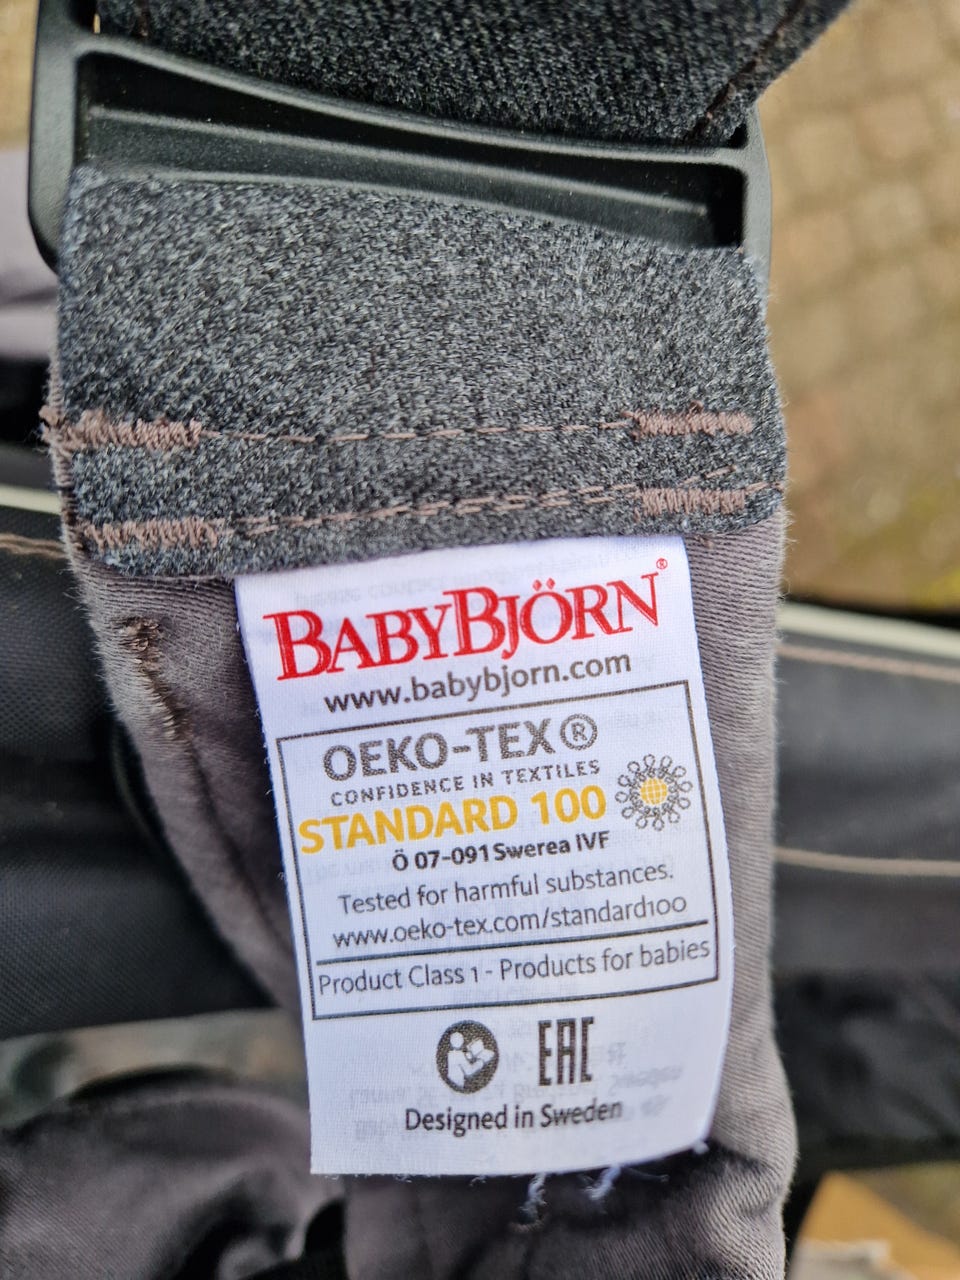 BABYBJÖRN®
www.babybjorn.com
OEKO-TEX®
CONFIDENCE IN TEXTILES
STANDARD 100
Ö 07-091 Swerea IVF
Tested for harmful substances.
www.oeko-tex.com/standard100
Product Class 1 - Products for babies
EAC
Designed in Sweden